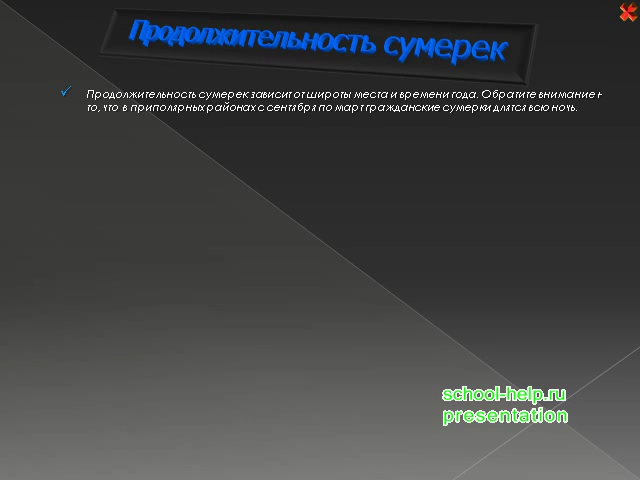 Продолжительность сумерек
Продолжительность сумерек зависит от широты места и времени года. Обратите внимание н
то, что в приполярных районах с сентября по март гражданские сумерки длятся всю ночь.
school-help.ru
presentation